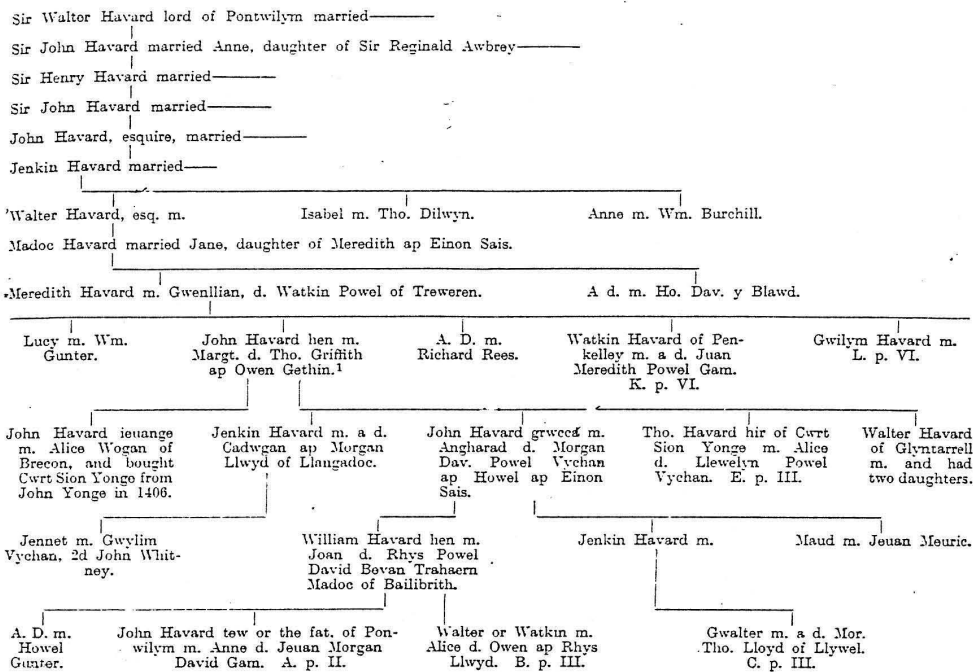 Sir Walter Havard lord of Pontwilym married
Sir John Havard married Anne, daughter of Sir Reginald Awbrey
Sir Henry Havard married
Sir John Havard married
John Havard, esquire, married
Jenkin Havard married
Walter Havard, esq. m.
Isabel m. Tho. Dilwyn.
Anne m. Wm. Burchill.
Madoc Havard married Jane, daughter of Meredith ap Einon Sais.
Meredith Havard m. Gwenllian, d. Watkin Powel of Treweren.
A d. m. Ho. Dav. y Blawd.
Lucy m. Wm.
Gunter.
John Havard hen m.
Margt. d. Tho. Griffith
ap Owen Gethin.1
A. D. m.
Richard Rees.
Watkin Havard of Pen-
kelley m. a d. Juan
Meredith Powel Gam.
K. p. VI.
Gwilym Havard m.
L. p. VI.
John Havard ieuange
m. Alice Wogan of
Brecon, and bought
Cwrt Sion Yonge from
John Yonge in 1406.
Jenkin Havard m. a d.
Cadwgan ap Morgan
Llwyd of Llangadoc.
John Havard grweca m.
Angharad d. Morgan
Dav. Powel Vychan
ap Howel ap Einon
Sais.
Tho. Havard hir of Cwrt
Sion Yonge m. Alice
d. Llewelyn Powel
Vychan. E. p. III.
Walter Havard
of Glyntarrell
m. and had
two daughters.
Jennet m. Gwylim
Vychan, 2d John Whit-
ney.
William Havard hen m.
Joan d. Rhys Powel
David Bevan Trahaern
Madoc of Bailibrith.
Jenkin Havard m.
Maud m. Jeuan Meuric.
A. D. m.
Howel
Gunter.
John Havard tew or the fat, of Pon-
wilym m. Anne d. Jeuan Morgan
David Gam. A. p. II.
Walter or Watkin m.
Alice d. Owen ap Rhys
Llwyd. B. p. III.
Gwalter m. a d. Mor.
Tho. Lloyd of Llywel.
C. p. III.